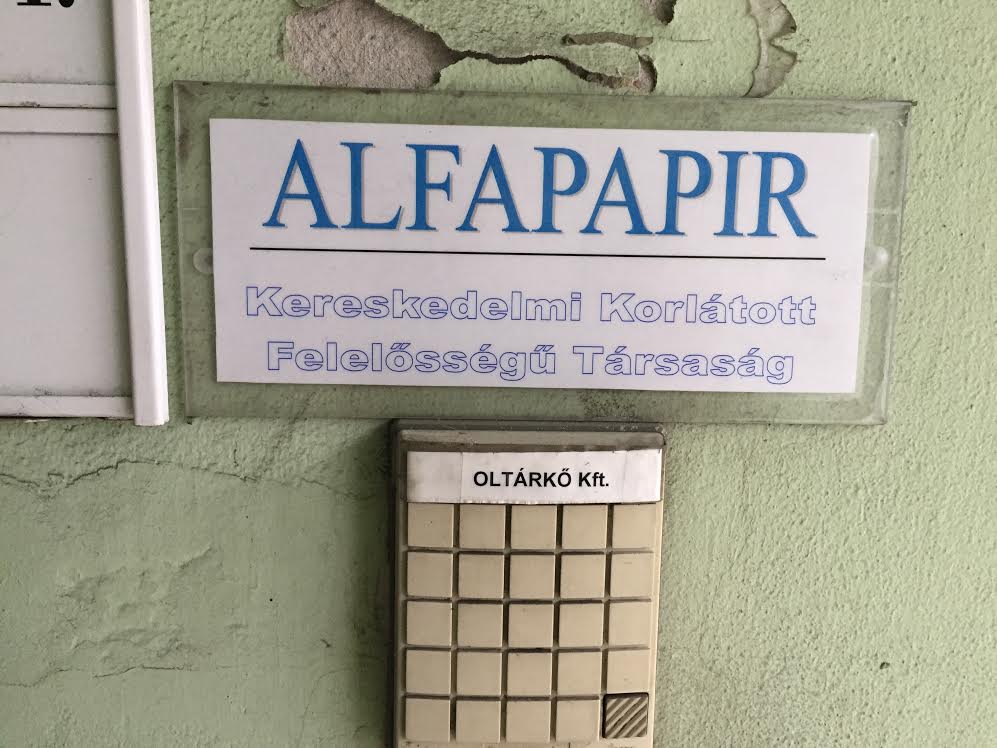 ALFAPAPIR
Kereskedelmi Korlátott
Felelősségű Társaság
OLTÁRKŐ Kft.